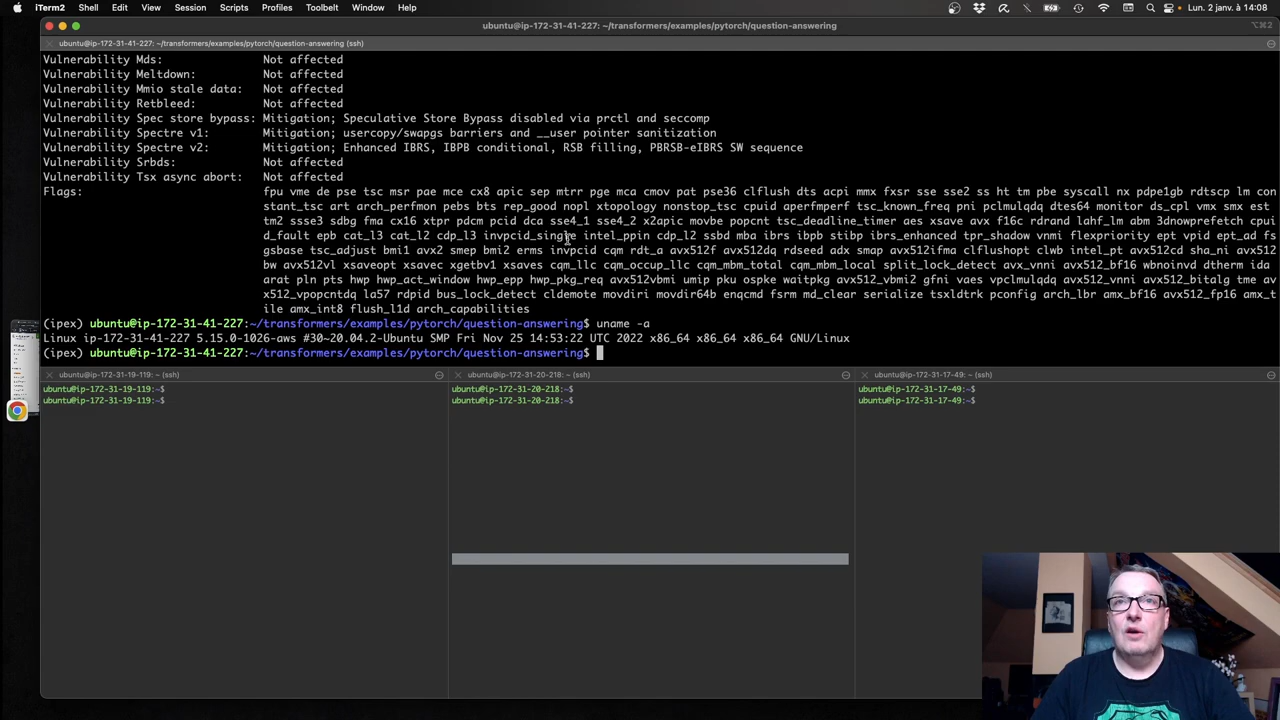 iTerm2 Shell Edit View Session Scripts Profiles Toolbelt Window Help Lun. 2 janv. à 14:08
ubuntu@ip-172-31-41-227: ~/transformers/examples/pytorch/question-answering ⌥⌘2
ubuntu@ip-172-31-41-227: ~/transformers/examples/pytorch/question-answering (ssh)
Vulnerability Mds: Not affected
Vulnerability Meltdown: Not affected
Vulnerability Mmio stale data: Not affected
Vulnerability Retbleed: Not affected
Vulnerability Spec store bypass: Mitigation; Speculative Store Bypass disabled via prctl and seccomp
Vulnerability Spectre v1: Mitigation; usercopy/swapgs barriers and __user pointer sanitization
Vulnerability Spectre v2: Mitigation; Enhanced IBRS, IBPB conditional, RSB filling, PBRSB-eIBRS SW sequence
Vulnerability Srbds: Not affected
Vulnerability Tsx async abort: Not affected
Flags: fpu vme de pse tsc msr pae mce cx8 apic sep mtrr pge mca cmov pat pse36 clflush dts acpi mmx fxsr sse sse2 ss ht tm pbe syscall nx pdpe1gb rdtscp lm con
stant_tsc art arch_perfmon pebs bts rep_good nopl xtopology nonstop_tsc cpuid aperfmperf tsc_known_freq pni pclmulqdq dtes64 monitor ds_cpl vmx smx est
tm2 ssse3 sdbg fma cx16 xtpr pdcm pcid dca sse4_1 sse4_2 x2apic movbe popcnt tsc_deadline_timer aes xsave avx f16c rdrand lahf_lm abm 3dnowprefetch cpui
d_fault epb cat_l3 cat_l2 cdp_l3 invpcid_single intel_ppin cdp_l2 ssbd mba ibrs ibpb stibp ibrs_enhanced tpr_shadow vnmi flexpriority ept vpid ept_ad fs
gsbase tsc_adjust bmi1 avx2 smep bmi2 erms invpcid cqm rdt_a avx512f avx512dq rdseed adx smap avx512ifma clflushopt clwb intel_pt avx512cd sha_ni avx512
bw avx512vl xsaveopt xsavec xgetbv1 xsaves cqm_llc cqm_occup_llc cqm_mbm_total cqm_mbm_local split_lock_detect avx_vnni avx512_bf16 wbnoinvd dtherm ida
arat pln pts hwp hwp_act_window hwp_epp hwp_pkg_req avx512vbmi umip pku ospke waitpkg avx512_vbmi2 gfni vaes vpclmulqdq avx512_vnni avx512_bitalg tme av
x512_vpopcntdq la57 rdpid bus_lock_detect cldemote movdiri movdir64b enqcmd fsrm md_clear serialize tsxldtrk pconfig arch_lbr amx_bf16 avx512_fp16 amx_t
ile amx_int8 flush_l1d arch_capabilities
(ipex) ubuntu@ip-172-31-41-227:~/transformers/examples/pytorch/question-answering$ uname -a
Linux ip-172-31-41-227 5.15.0-1026-aws #30~20.04.2-Ubuntu SMP Fri Nov 25 14:53:22 UTC 2022 x86_64 x86_64 x86_64 GNU/Linux
(ipex) ubuntu@ip-172-31-41-227:~/transformers/examples/pytorch/question-answering$
ubuntu@ip-172-31-19-119: ~ (ssh)
ubuntu@ip-172-31-19-119:~$
ubuntu@ip-172-31-19-119:~$
ubuntu@ip-172-31-20-218: ~ (ssh)
ubuntu@ip-172-31-20-218:~$
ubuntu@ip-172-31-20-218:~$
ubuntu@ip-172-31-17-49: ~ (ssh)
ubuntu@ip-172-31-17-49:~$
ubuntu@ip-172-31-17-49:~$